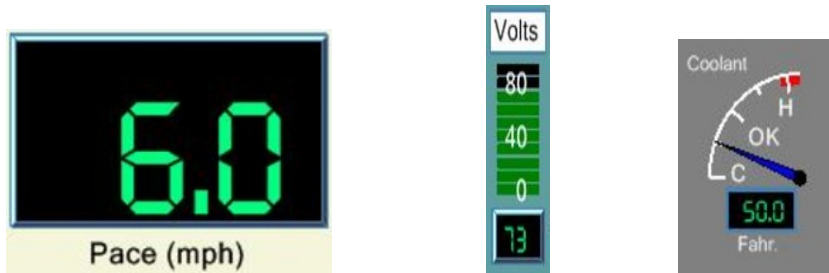 6.0
Pace (mph)
Volts
80
40
0
73
Coolant
H
OK
C
50.0
Fahr.